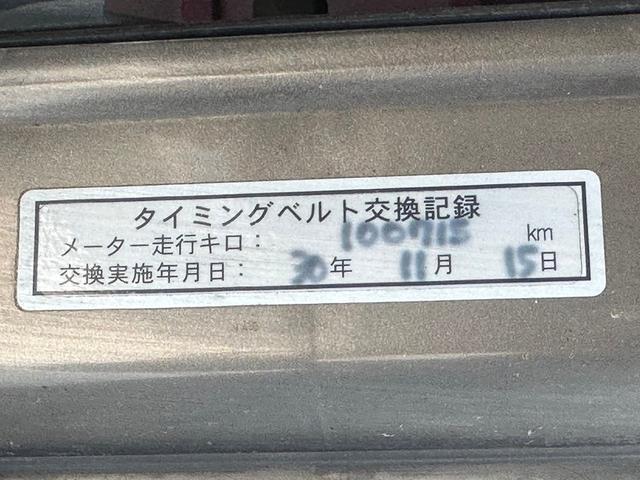 タイミングベルト交換記録
メーター走行キロ： 100715 km
交換実施年月日： 30年 11月 15日